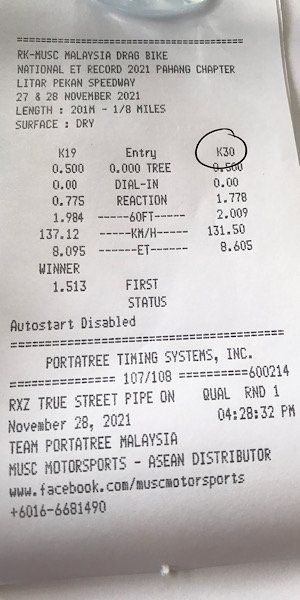 ===========================================
RK-MUSC MALAYSIA DRAG BIKE
NATIONAL ET RECORD 2021 PAHANG CHAPTER
LITAR PEKAN SPEEDWAY
27 & 28 NOVEMBER 2021
LENGTH : 201M - 1/8 MILES
SURFACE : DRY
K19 Entry K30
0.500 0.000 TREE 0.500
0.00 DIAL-IN 0.00
0.775 REACTION 1.778
1.984 -----60FT------ 2.009
137.12 -----KM/H------ 131.50
8.095 ------ET------- 8.605
WINNER
1.513 FIRST
STATUS
Autostart Disabled
===========================================
PORTATREE TIMING SYSTEMS, INC.
=============== 107/108 ==========600214
RXZ TRUE STREET PIPE ON QUAL RND 1
November 28, 2021 04:28:32 PM
TEAM PORTATREE MALAYSIA
MUSC MOTORSPORTS - ASEAN DISTRIBUTOR
www.facebook.com/muscmotorsports
+6016-6681490